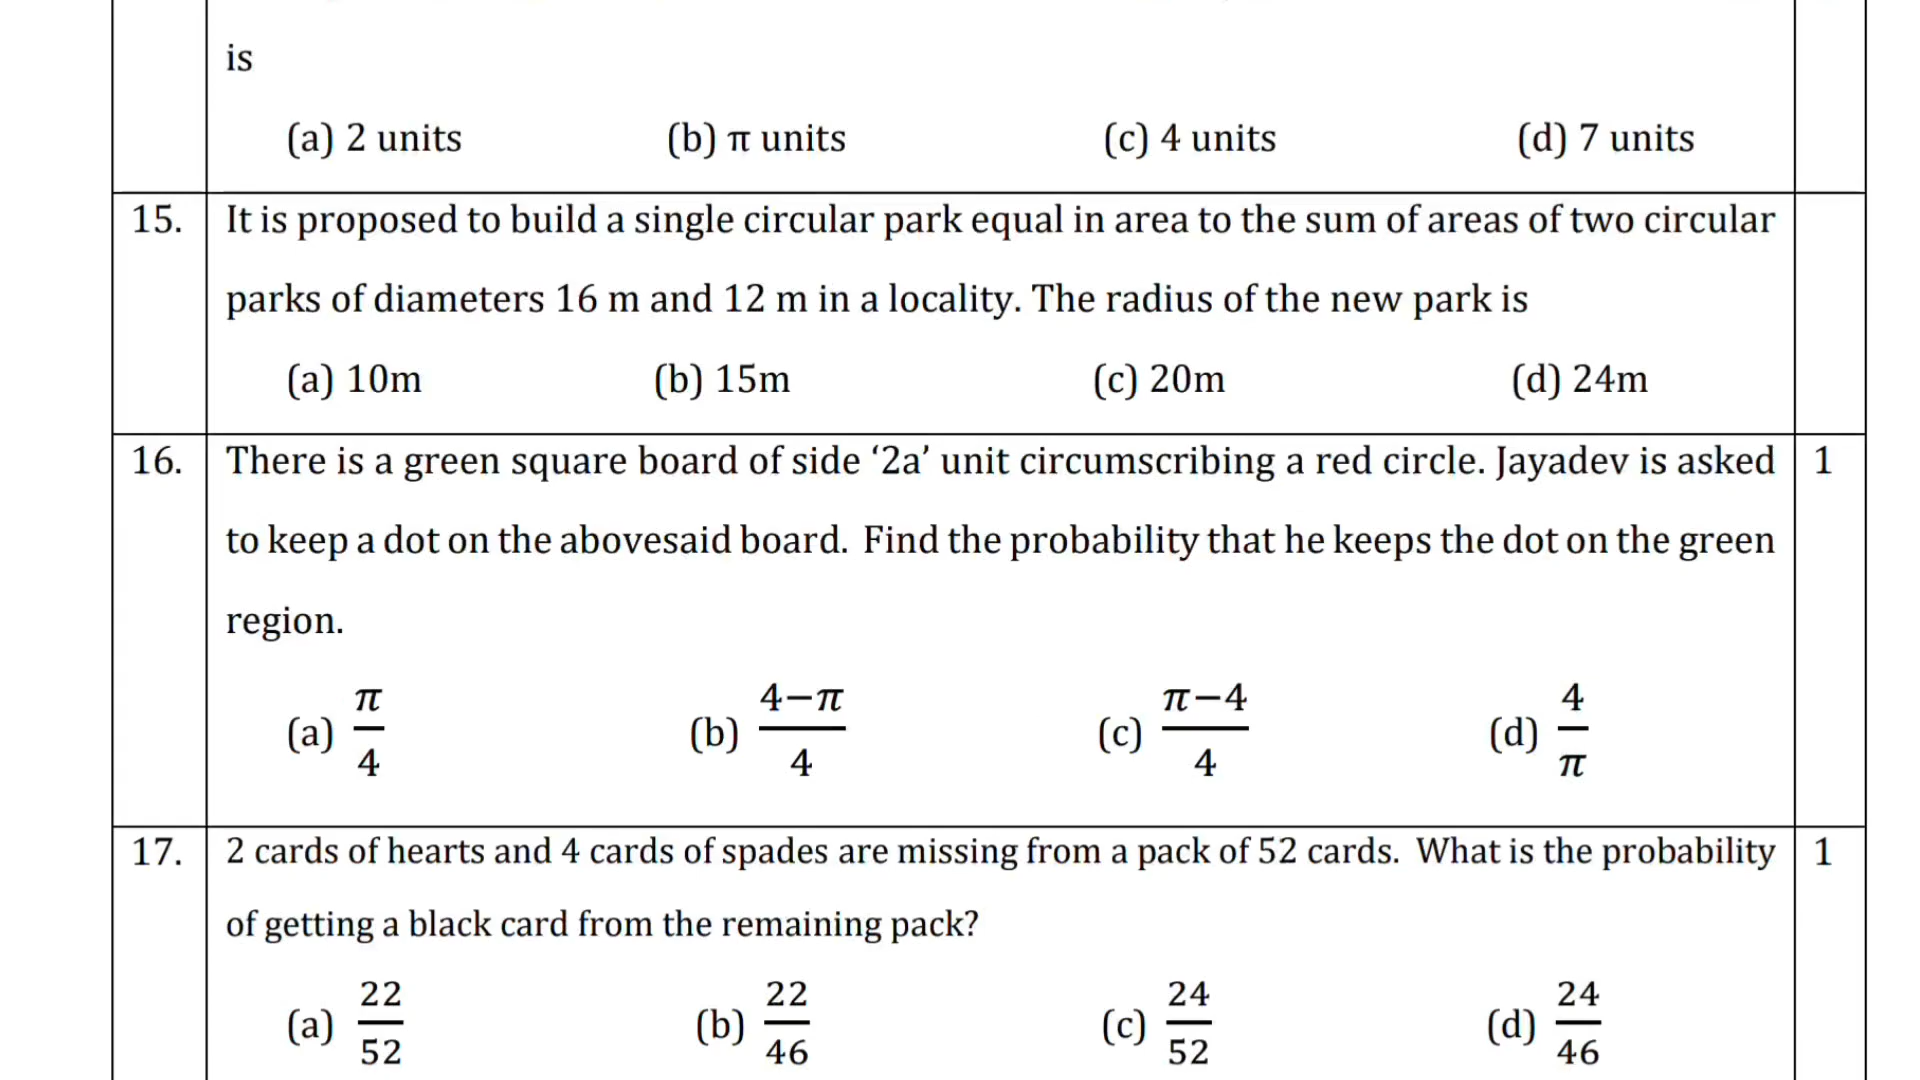 is
(a) 2 units (b) π units (c) 4 units (d) 7 units
15. It is proposed to build a single circular park equal in area to the sum of areas of two circular
parks of diameters 16 m and 12 m in a locality. The radius of the new park is
(a) 10m (b) 15m (c) 20m (d) 24m
16. There is a green square board of side ‘2a’ unit circumscribing a red circle. Jayadev is asked 1
to keep a dot on the abovesaid board. Find the probability that he keeps the dot on the green
region.
(a) π/4 (b) 4−π/4 (c) π−4/4 (d) 4/π
17. 2 cards of hearts and 4 cards of spades are missing from a pack of 52 cards. What is the probability 1
of getting a black card from the remaining pack?
(a) 22/52 (b) 22/46 (c) 24/52 (d) 24/46